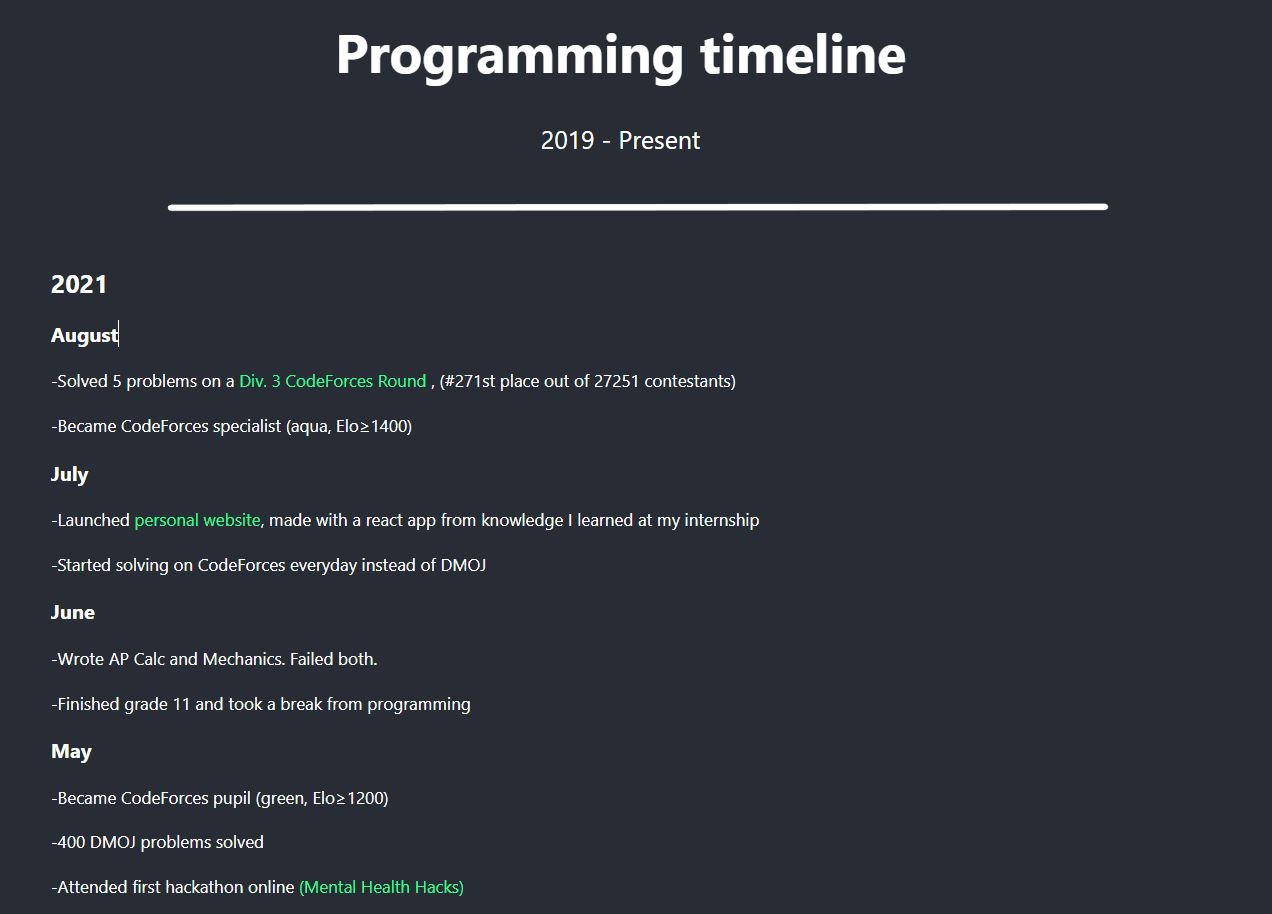 Programming timeline
2019 - Present
2021
August
-Solved 5 problems on a Div. 3 CodeForces Round , (#271st place out of 27251 contestants)
-Became CodeForces specialist (aqua, Elo≥1400)
July
-Launched personal website, made with a react app from knowledge I learned at my internship
-Started solving on CodeForces everyday instead of DMOJ
June
-Wrote AP Calc and Mechanics. Failed both.
-Finished grade 11 and took a break from programming
May
-Became CodeForces pupil (green, Elo≥1200)
-400 DMOJ problems solved
-Attended first hackathon online (Mental Health Hacks)